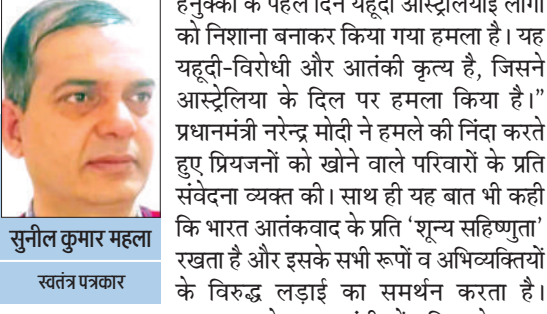 हनुक्का के पहले दिन यहूदी ऑस्ट्रेलियाई लोगों
को निशाना बनाकर किया गया हमला है। यह
यहूदी-विरोधी और आतंकी कृत्य है, जिसने
आस्ट्रेलिया के दिल पर हमला किया है।”
प्रधानमंत्री नरेन्द्र मोदी ने हमले की निंदा करते
हुए प्रियजनों को खोने वाले परिवारों के प्रति
संवेदना व्यक्त की। साथ ही यह बात भी कही
कि भारत आतंकवाद के प्रति ‘शून्य सहिष्णुता’
रखता है और इसके सभी रूपों व अभिव्यक्तियों
के विरुद्ध लड़ाई का समर्थन करता है।
सुनील कुमार महला
स्वतंत्र पत्रकार